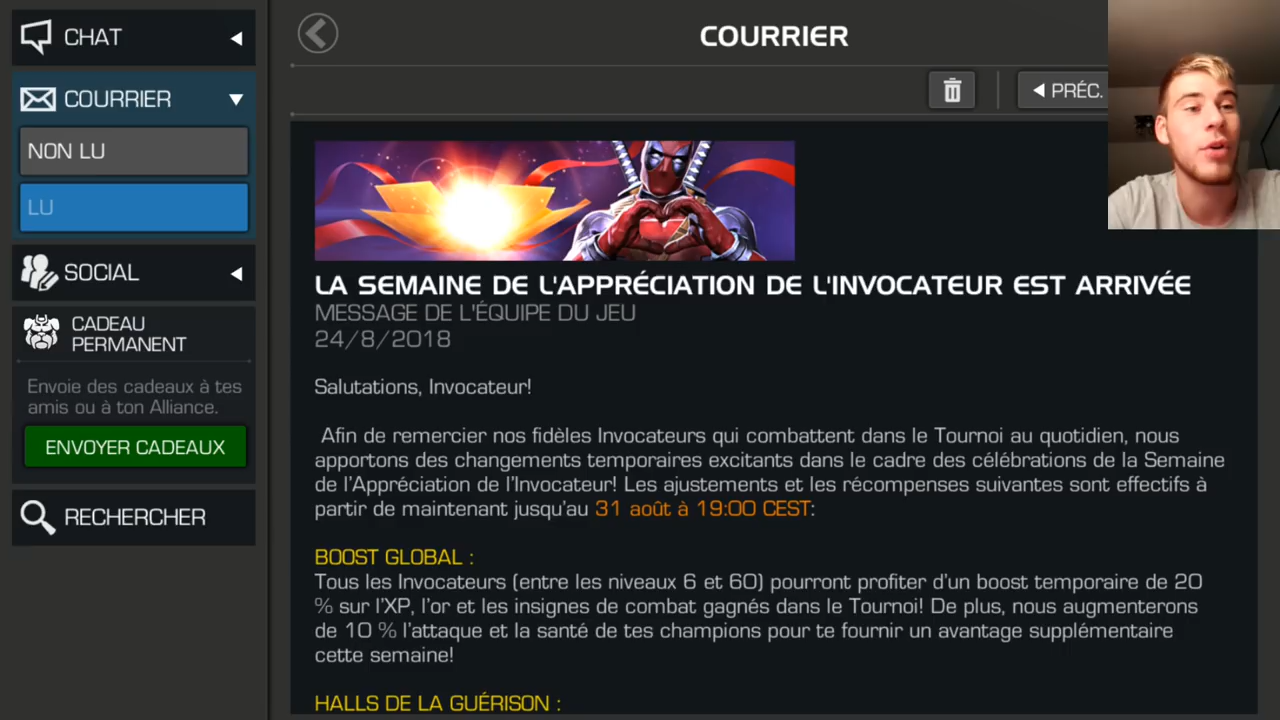 CHAT
COURRIER
NON LU
LU
SOCIAL
CADEAU
PERMANENT
Envoie des cadeaux à tes
amis ou à ton Alliance.
ENVOYER CADEAUX
RECHERCHER
COURRIER
PRÉC.
LA SEMAINE DE L'APPRÉCIATION DE L'INVOCATEUR EST ARRIVÉE
MESSAGE DE L'ÉQUIPE DU JEU
24/8/2018
Salutations, Invocateur!
Afin de remercier nos fidèles Invocateurs qui combattent dans le Tournoi au quotidien, nous
apportons des changements temporaires excitants dans le cadre des célébrations de la Semaine
de l'Appréciation de l'Invocateur! Les ajustements et les récompenses suivantes sont effectifs à
partir de maintenant jusqu'au 31 août à 19:00 CEST:
BOOST GLOBAL :
Tous les Invocateurs (entre les niveaux 6 et 60) pourront profiter d'un boost temporaire de 20
% sur l'XP, l'or et les insignes de combat gagnés dans le Tournoi! De plus, nous augmenterons
de 10 % l'attaque et la santé de tes champions pour te fournir un avantage supplémentaire
cette semaine!
HALLS DE LA GUÉRISON :